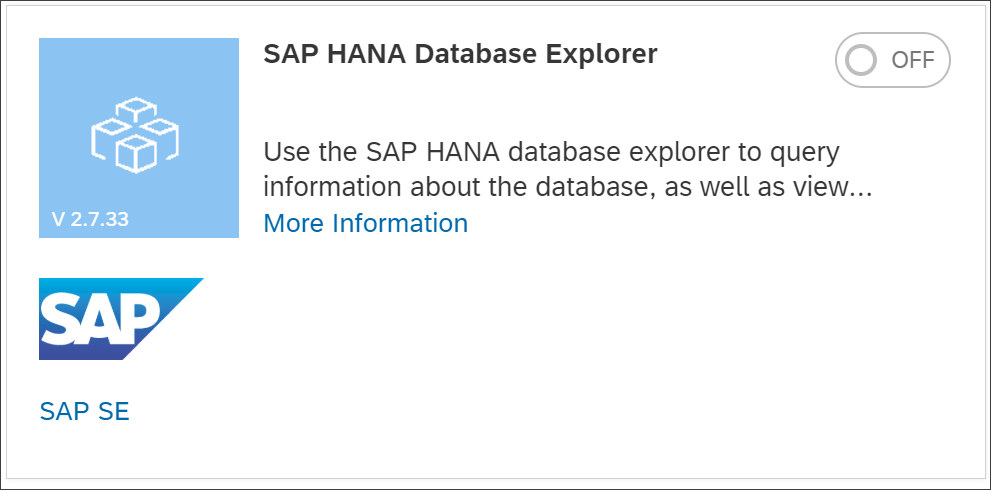 SAP HANA Database Explorer
OFF
Use the SAP HANA database explorer to query
information about the database, as well as view...
More Information
V 2.7.33
SAP
SAP SE